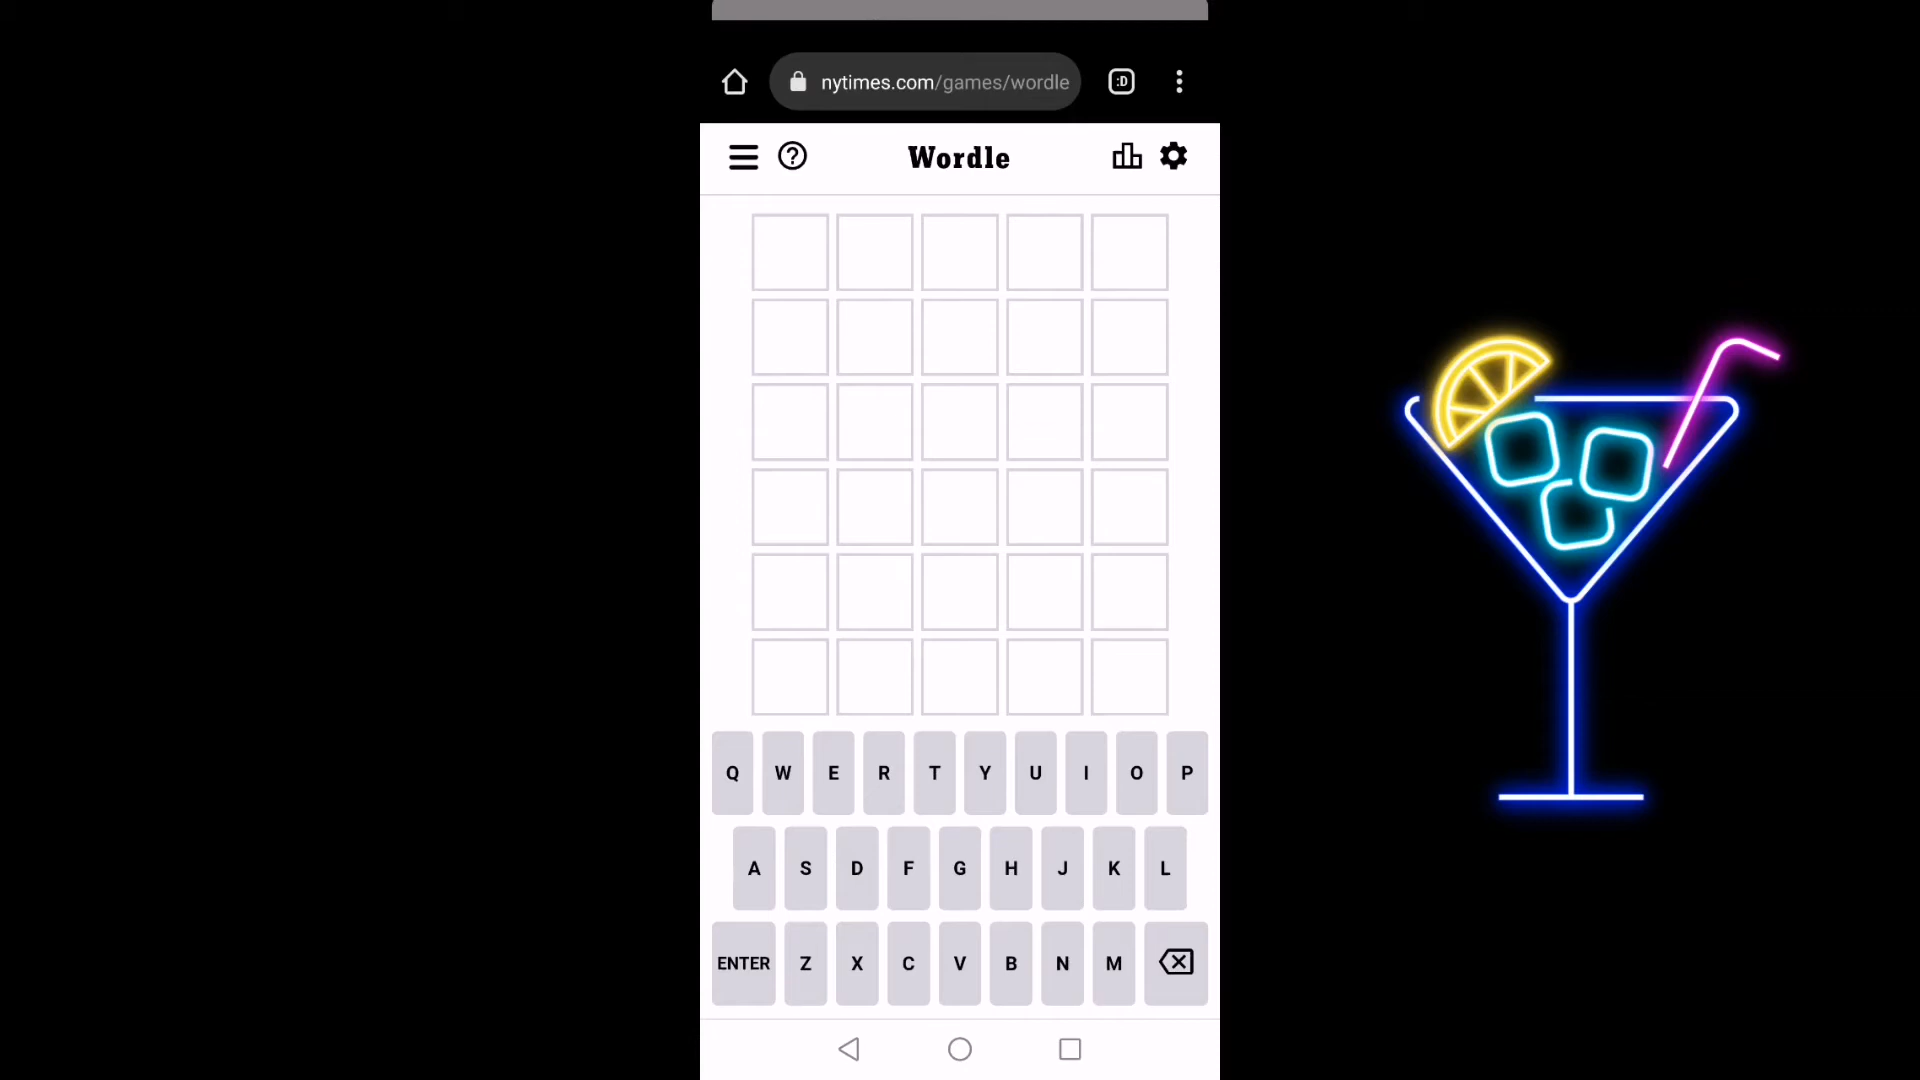 :D
nytimes.com/games/wordle
Wordle
Q W E R T Y U I O P
A S D F G H J K L
ENTER Z X C V B N M